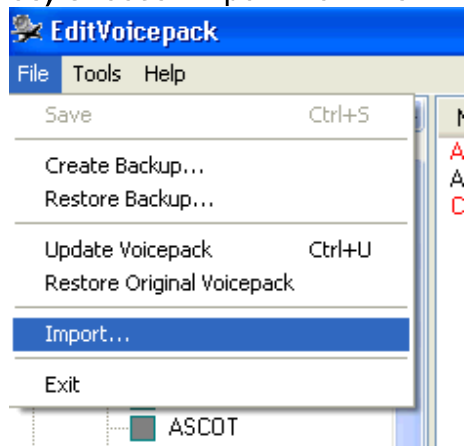 EditVoicepack
File Tools Help
Save Ctrl+S
Create Backup...
Restore Backup...
Update Voicepack Ctrl+U
Restore Original Voicepack
Import...
Exit
ASCOT